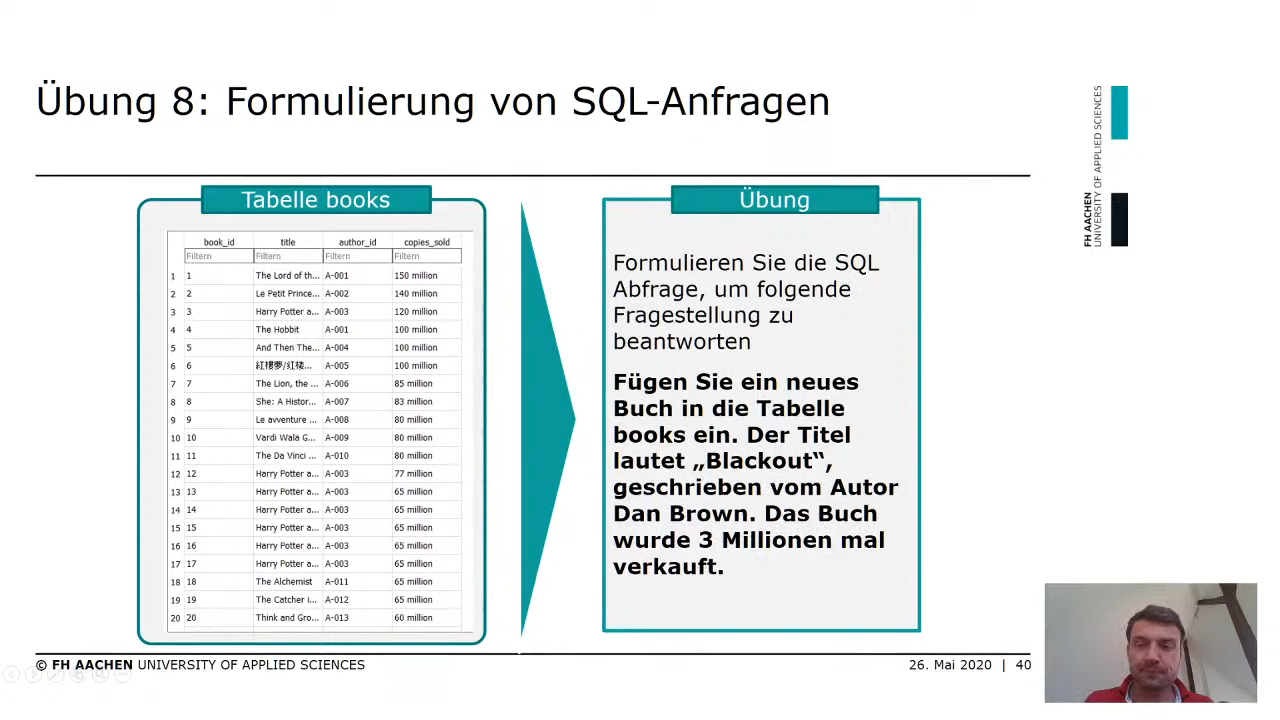 Übung 8: Formulierung von SQL-Anfragen
FH AACHEN
UNIVERSITY OF APPLIED SCIENCES
Tabelle books
book_id title author_id copies_sold
Filtern Filtern Filtern Filtern
1 1 The Lord of th... A-001 150 million
2 2 Le Petit Prince... A-002 140 million
3 3 Harry Potter a... A-003 120 million
4 4 The Hobbit A-001 100 million
5 5 And Then The... A-004 100 million
6 6 紅樓夢/红楼... A-005 100 million
7 7 The Lion, the ... A-006 85 million
8 8 She: A Histor... A-007 83 million
9 9 Le avventure ... A-008 80 million
10 10 Vardi Wala G... A-009 80 million
11 11 The Da Vinci ... A-010 80 million
12 12 Harry Potter a... A-003 77 million
13 13 Harry Potter a... A-003 65 million
14 14 Harry Potter a... A-003 65 million
15 15 Harry Potter a... A-003 65 million
16 16 Harry Potter a... A-003 65 million
17 17 Harry Potter a... A-003 65 million
18 18 The Alchemist A-011 65 million
19 19 The Catcher i... A-012 65 million
20 20 Think and Gro... A-013 60 million
Übung
Formulieren Sie die SQL
Abfrage, um folgende
Fragestellung zu
beantworten
Fügen Sie ein neues
Buch in die Tabelle
books ein. Der Titel
lautet „Blackout“,
geschrieben vom Autor
Dan Brown. Das Buch
wurde 3 Millionen mal
verkauft.
© FH AACHEN UNIVERSITY OF APPLIED SCIENCES
26. Mai 2020 | 40